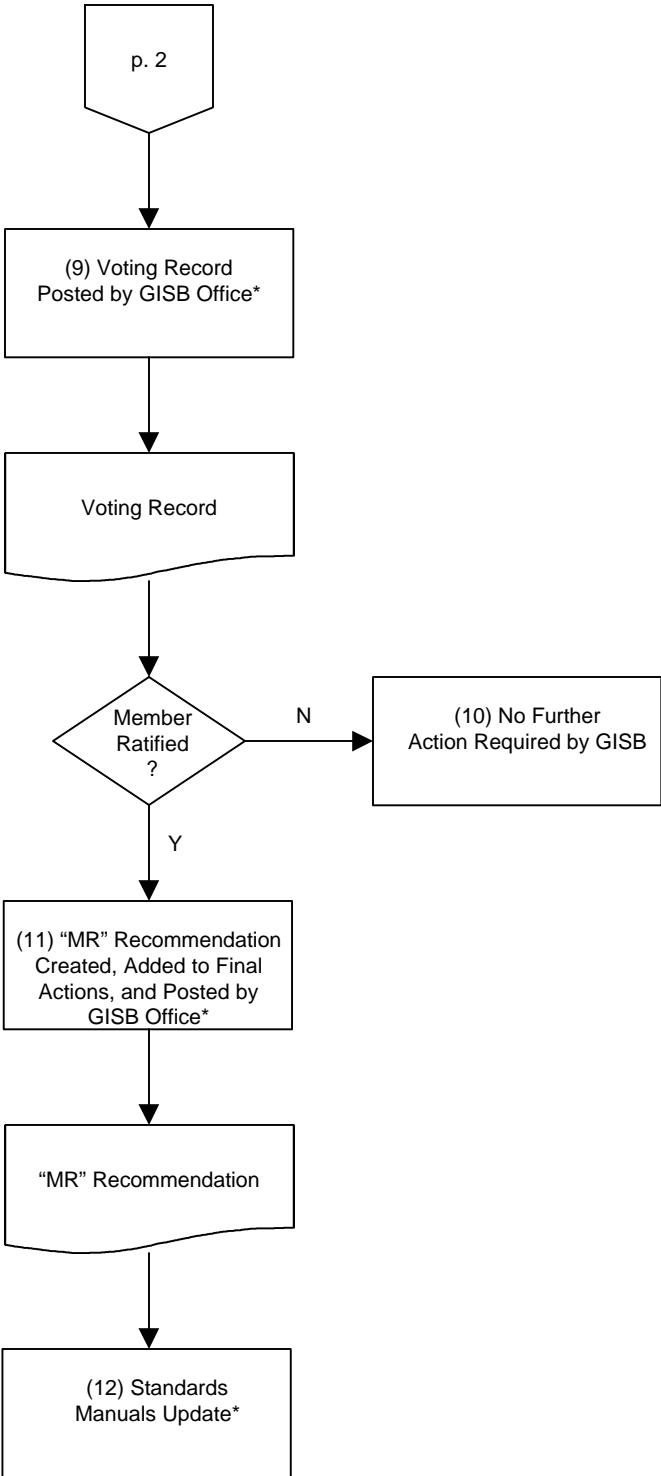 p. 2
(9) Voting Record
Posted by GISB Office*
Voting Record
Member
Ratified
?
N
(10) No Further
Action Required by GISB
Y
(11) “MR” Recommendation
Created, Added to Final
Actions, and Posted by
GISB Office*
“MR” Recommendation
(12) Standards
Manuals Update*